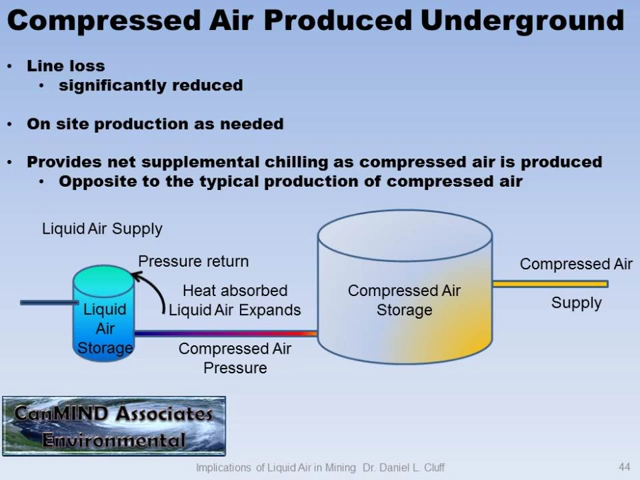 Compressed Air Produced Underground
• Line loss
• significantly reduced
• On site production as needed
• Provides net supplemental chilling as compressed air is produced
• Opposite to the typical production of compressed air
Liquid Air Supply
Pressure return
Heat absorbed
Liquid Air Expands
Liquid
Air
Storage
Compressed Air
Pressure
Compressed Air
Storage
Compressed Air
Supply
CanMIND Associates
Environmental
Implications of Liquid Air in Mining Dr. Daniel L. Cluff
44